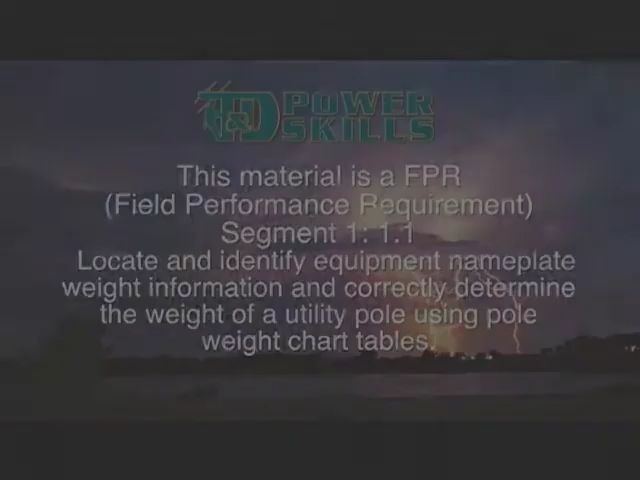 T&D POWER
SKILLS
This material is a FPR
(Field Performance Requirement)
Segment 1: 1.1
Locate and identify equipment nameplate
weight information and correctly determine
the weight of a utility pole using pole
weight chart tables.